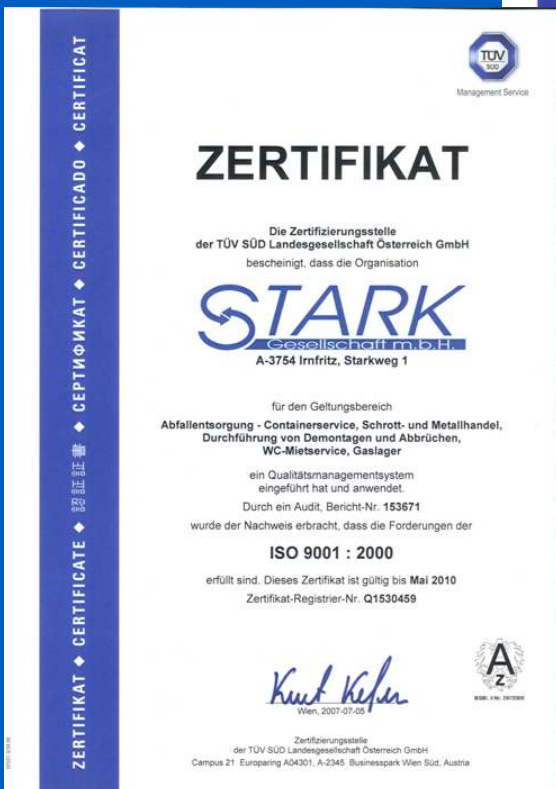 TÜV
SÜD
Management Service
ZERTIFIKAT ◆ CERTIFICATE ◆ 認証証書 ◆ СЕРТИФИКАТ ◆ CERTIFICADO ◆ CERTIFICAT
ZERTIFIKAT
Die Zertifizierungsstelle
der TÜV SÜD Landesgesellschaft Österreich GmbH
bescheinigt, dass die Organisation
STARK
Gesellschaft m.b.H.
A-3754 Irnfritz, Starkweg 1
für den Geltungsbereich
Abfallentsorgung - Containerservice, Schrott- und Metallhandel,
Durchführung von Demontagen und Abbrüchen,
WC-Mietservice, Gaslager
ein Qualitätsmanagementsystem
eingeführt hat und anwendet.
Durch ein Audit, Bericht-Nr. 153671
wurde der Nachweis erbracht, dass die Forderungen der
ISO 9001 : 2000
erfüllt sind. Dieses Zertifikat ist gültig bis Mai 2010
Zertifikat-Registrier-Nr. Q1530459
A
Z
Wien, 2007-07-05
Zertifizierungsstelle
der TÜV SÜD Landesgesellschaft Österreich GmbH
Campus 21 Europaring A04301, A-2345 Businesspark Wien Süd, Austria